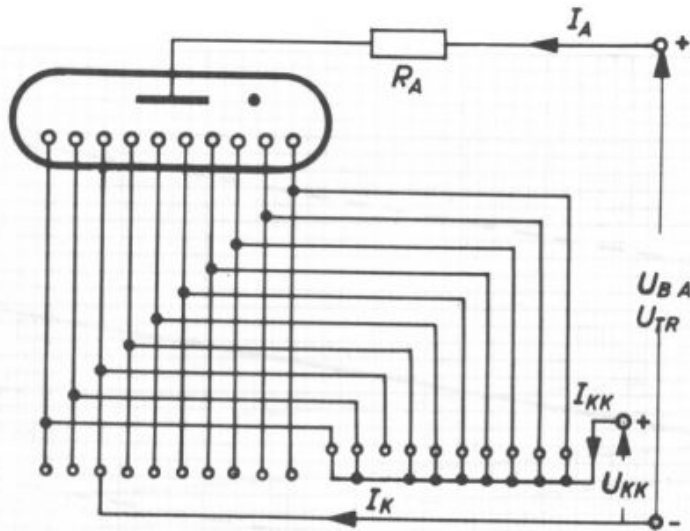 I_A
+
R_A
U_B A
U_TR
I_KK
+
U_KK
I_K
-